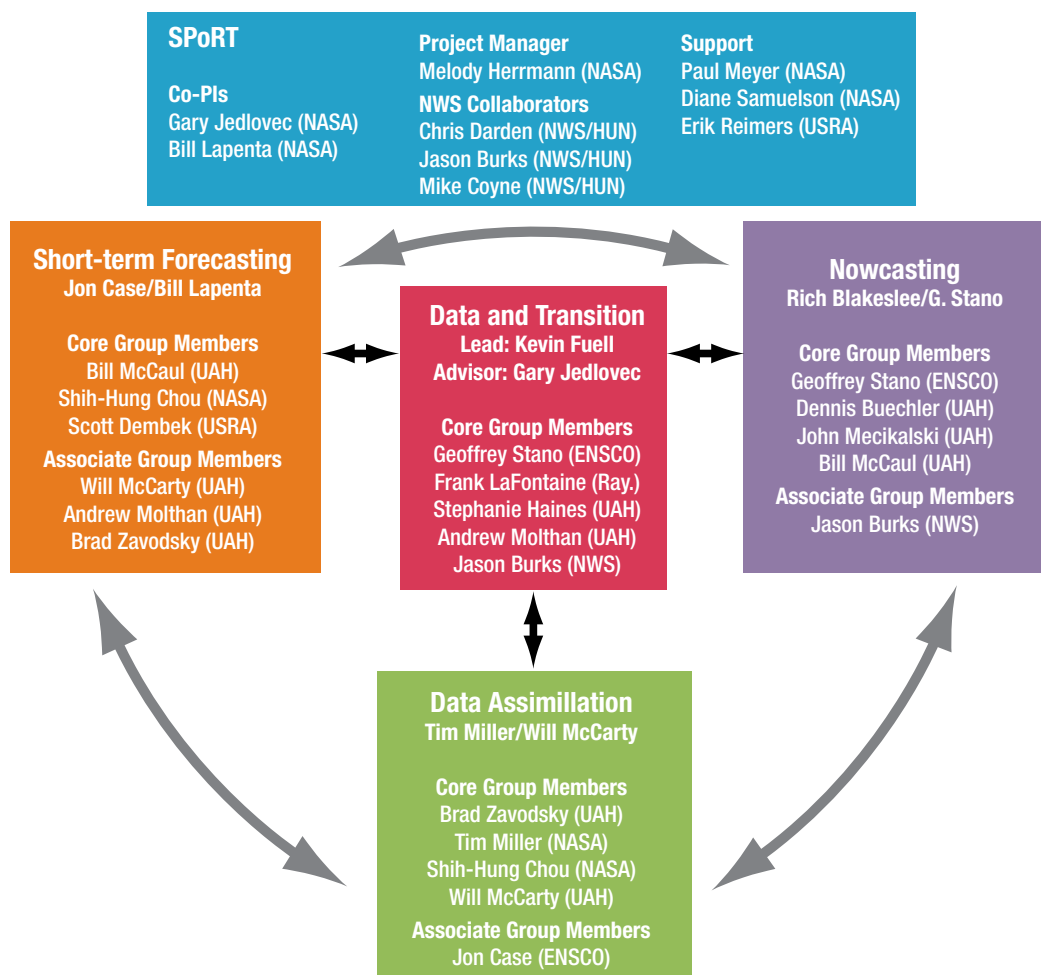 SPoRT
Co-PIs
Gary Jedlovec (NASA)
Bill Lapenta (NASA)
Project Manager
Melody Herrmann (NASA)
NWS Collaborators
Chris Darden (NWS/HUN)
Jason Burks (NWS/HUN)
Mike Coyne (NWS/HUN)
Support
Paul Meyer (NASA)
Diane Samuelson (NASA)
Erik Reimers (USRA)
Short-term Forecasting
Jon Case/Bill Lapenta
Core Group Members
Bill McCaul (UAH)
Shih-Hung Chou (NASA)
Scott Dembek (USRA)
Associate Group Members
Will McCarty (UAH)
Andrew Molthan (UAH)
Brad Zavodsky (UAH)
Data and Transition
Lead: Kevin Fuell
Advisor: Gary Jedlovec
Core Group Members
Geoffrey Stano (ENSCO)
Frank LaFontaine (Ray.)
Stephanie Haines (UAH)
Andrew Molthan (UAH)
Jason Burks (NWS)
Nowcasting
Rich Blakeslee/G. Stano
Core Group Members
Geoffrey Stano (ENSCO)
Dennis Buechler (UAH)
John Mecikalski (UAH)
Bill McCaul (UAH)
Associate Group Members
Jason Burks (NWS)
Data Assimillation
Tim Miller/Will McCarty
Core Group Members
Brad Zavodsky (UAH)
Tim Miller (NASA)
Shih-Hung Chou (NASA)
Will McCarty (UAH)
Associate Group Members
Jon Case (ENSCO)